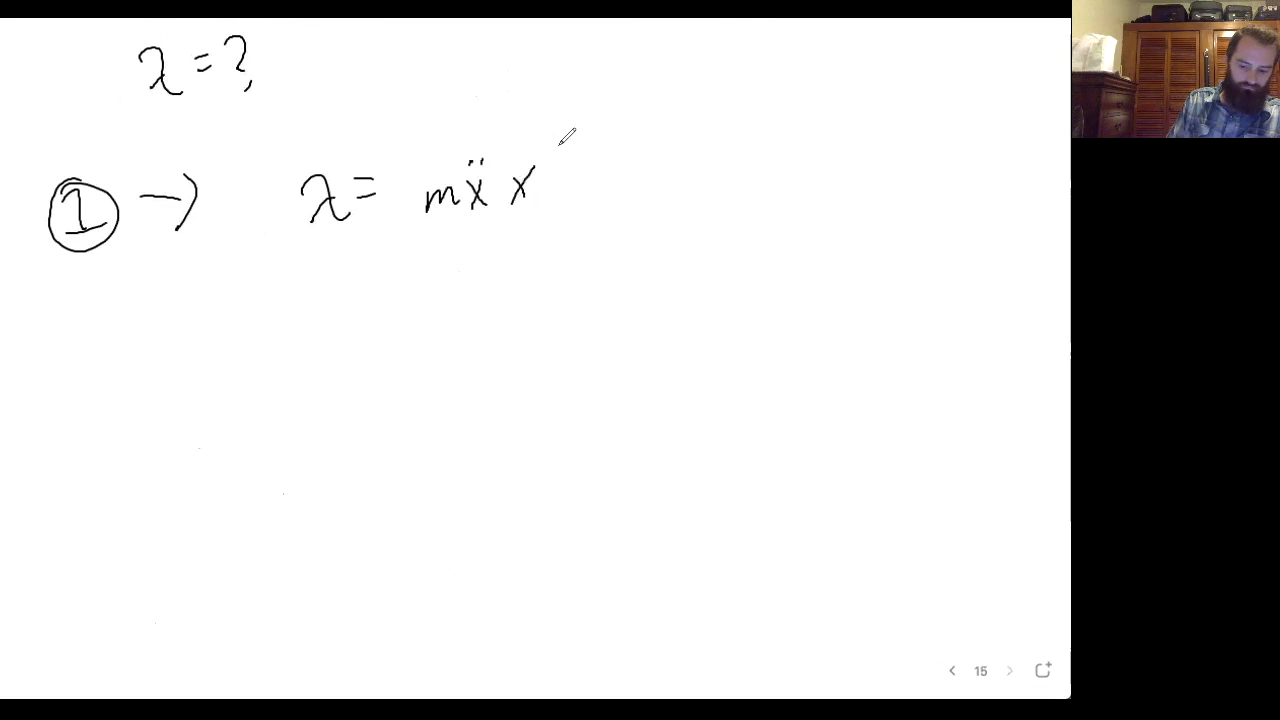 λ = ?
① → λ = mẍ x
15